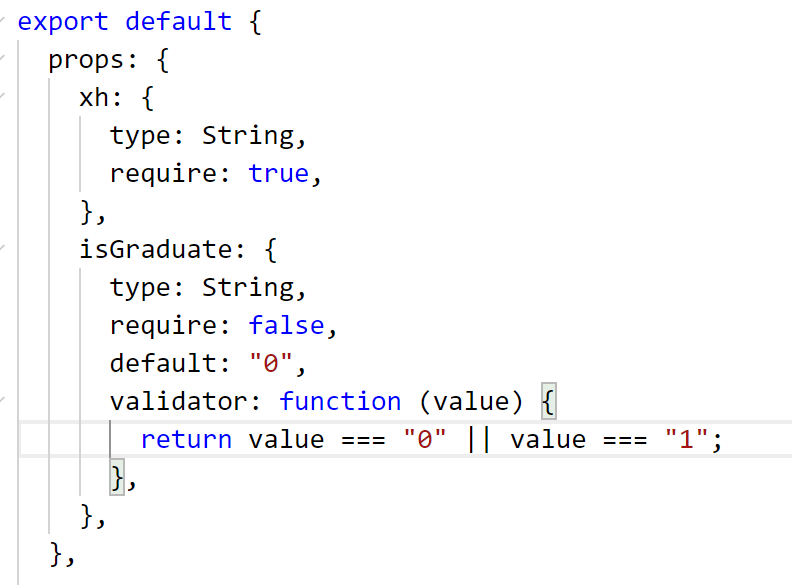 export default {
  props: {
    xh: {
      type: String,
      require: true,
    },
    isGraduate: {
      type: String,
      require: false,
      default: "0",
      validator: function (value) {
        return value === "0" || value === "1";
      },
    },
  },